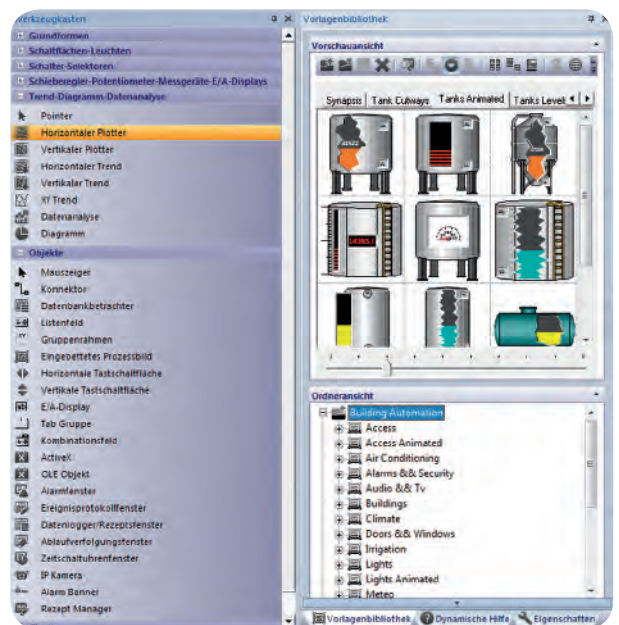 Werkzeugkasten
Grundformen
Schaltflächen-Leuchten
Schalter-Selektoren
Schieberegler-Potentiometer-Messgeräte-E/A-Displays
Trend-Diagramm-Datenanalyse
Pointer
Horizontaler Plotter
Vertikaler Plotter
Horizontaler Trend
Vertikaler Trend
XY Trend
Datenanalyse
Diagramm
Objekte
Mauszeiger
Konnektor
Datenbankbetrachter
Listenfeld
Gruppenrahmen
Eingebettetes Prozessbild
Horizontale Tastschaltfläche
Vertikale Tastschaltfläche
E/A-Display
Tab Gruppe
Kombinationsfeld
ActiveX
OLE Objekt
Alarmfenster
Ereignisprotokollfenster
Datenlogger/Rezeptsfenster
Ablaufverfolgungsfenster
Zeitschaltuhrenfenster
IP Kamera
Alarm Banner
Rezept Manager
Vorlagenbibliothek
Vorschauansicht
Synapsis Tank Cutways Tanks Animated Tanks Level
Ordneransicht
Building Automation
Access
Access Animated
Air Conditioning
Alarms && Security
Audio && Tv
Buildings
Climate
Doors && Windows
Irrigation
Lights
Lights Animated
Meteo
Vorlagenbibliothek Dynamische Hilfe Eigenschaften